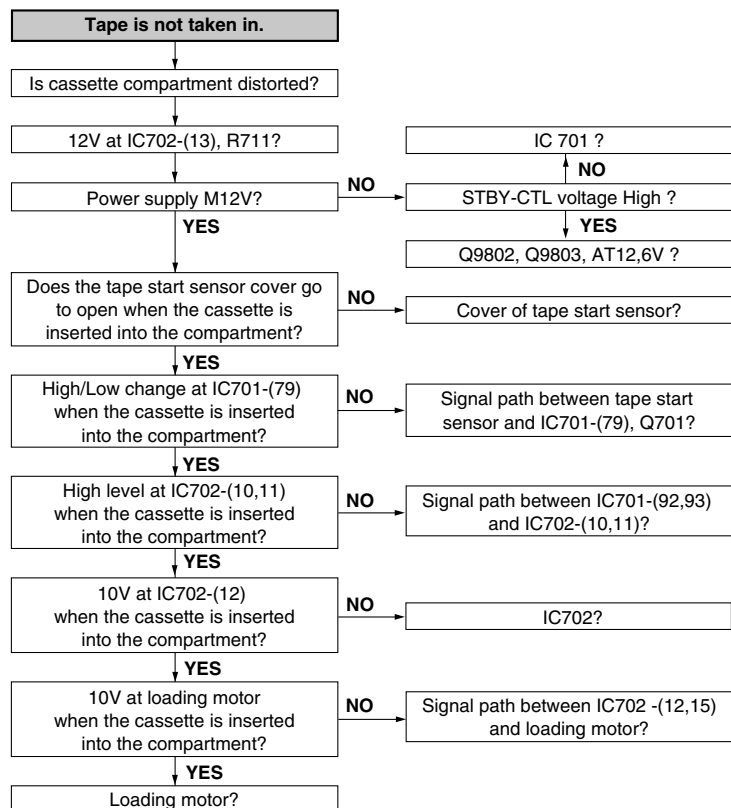 Tape is not taken in.
Is cassette compartment distorted?
12V at IC702-(13), R711?
Power supply M12V?
NO
IC 701 ?
NO
STBY-CTL voltage High ?
YES
Q9802, Q9803, AT12,6V ?
YES
Does the tape start sensor cover go
to open when the cassette is
inserted into the compartment?
NO
Cover of tape start sensor?
YES
High/Low change at IC701-(79)
when the cassette is inserted
into the compartment?
NO
Signal path between tape start
sensor and IC701-(79), Q701?
YES
High level at IC702-(10,11)
when the cassette is inserted
into the compartment?
NO
Signal path between IC701-(92,93)
and IC702-(10,11)?
YES
10V at IC702-(12)
when the cassette is inserted
into the compartment?
NO
IC702?
YES
10V at loading motor
when the cassette is inserted
into the compartment?
NO
Signal path between IC702 -(12,15)
and loading motor?
YES
Loading motor?